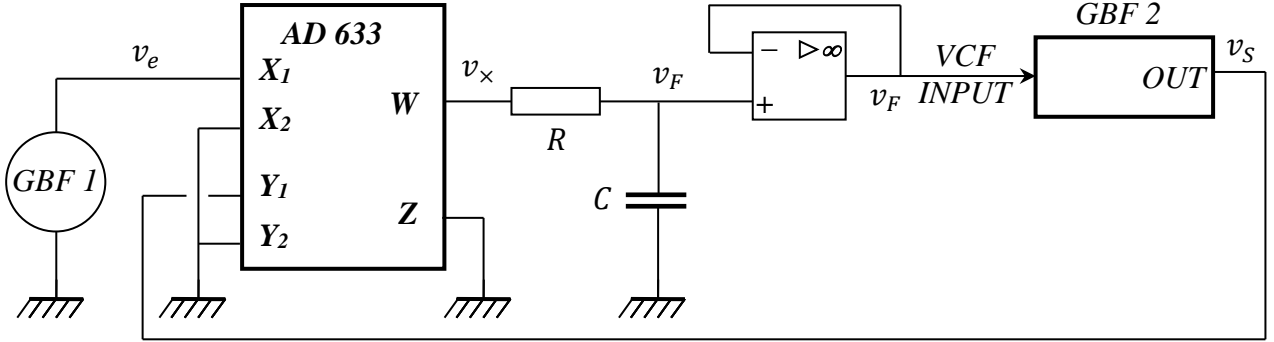 AD 633
GBF 2
v_e
X_1
v_×
v_F
VCF
v_S
W
− ▷∞
INPUT
OUT
X_2
+
v_F
R
GBF 1
Y_1
C
Z
Y_2